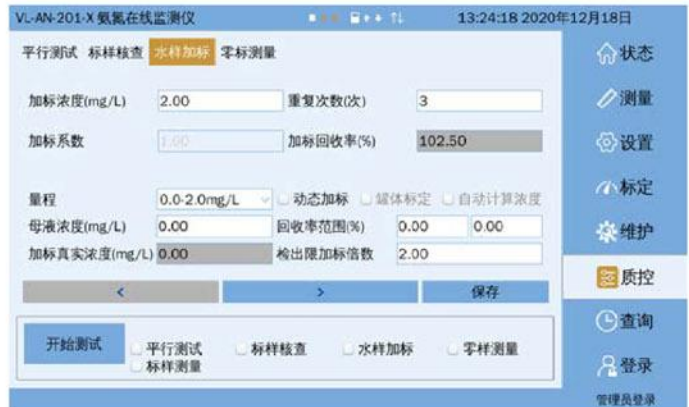 VL-AN-201-X 氨氮在线监测仪 13:24:18 2020年12月18日
平行测试 标样核查 水样加标 零标测量
加标浓度(mg/L) 2.00 重复次数(次) 3
加标系数 1.00 加标回收率(%) 102.50
量程 0.0-2.0mg/L 动态加标 罐体标定 自动计算浓度
母液浓度(mg/L) 0.00 回收率范围(%) 0.00 0.00
加标真实浓度(mg/L) 0.00 检出限加标倍数 2.00
< > 保存
开始测试 平行测试 标样核查 水样加标 零样测量
标样测量
状态
测量
设置
标定
维护
质控
查询
登录
管理员登录